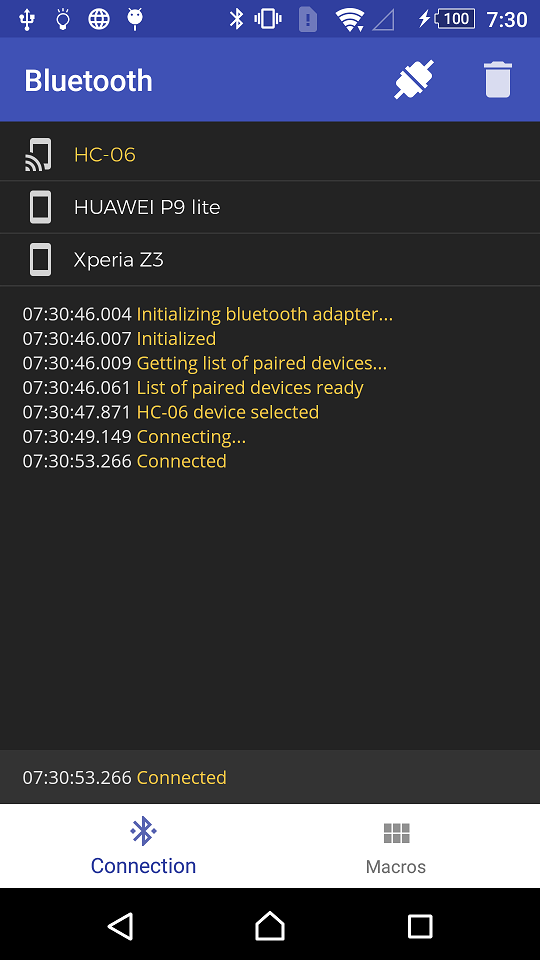 100 7:30
Bluetooth
HC-06
HUAWEI P9 lite
Xperia Z3
07:30:46.004 Initializing bluetooth adapter...
07:30:46.007 Initialized
07:30:46.009 Getting list of paired devices...
07:30:46.061 List of paired devices ready
07:30:47.871 HC-06 device selected
07:30:49.149 Connecting...
07:30:53.266 Connected
07:30:53.266 Connected
Connection
Macros